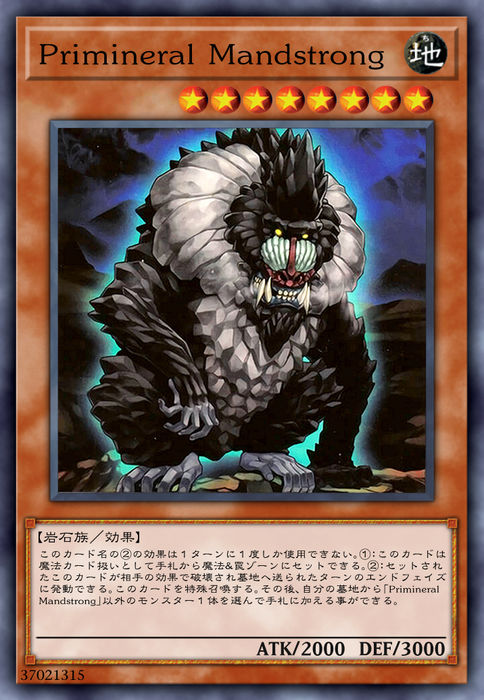 Primineral Mandstrong
ち
地
【岩石族／効果】
このカード名の②の効果は１ターンに１度しか使用できない。①：このカードは
魔法カード扱いとして手札から魔法&罠ゾーンにセットできる。②：セットされ
たこのカードが相手の効果で破壊され墓地へ送られたターンのエンドフェイズ
に発動できる。このカードを特殊召喚する。その後、自分の墓地から「Primineral
Mandstrong」以外のモンスター１体を選んで手札に加える事ができる。
ATK/2000 DEF/3000
37021315